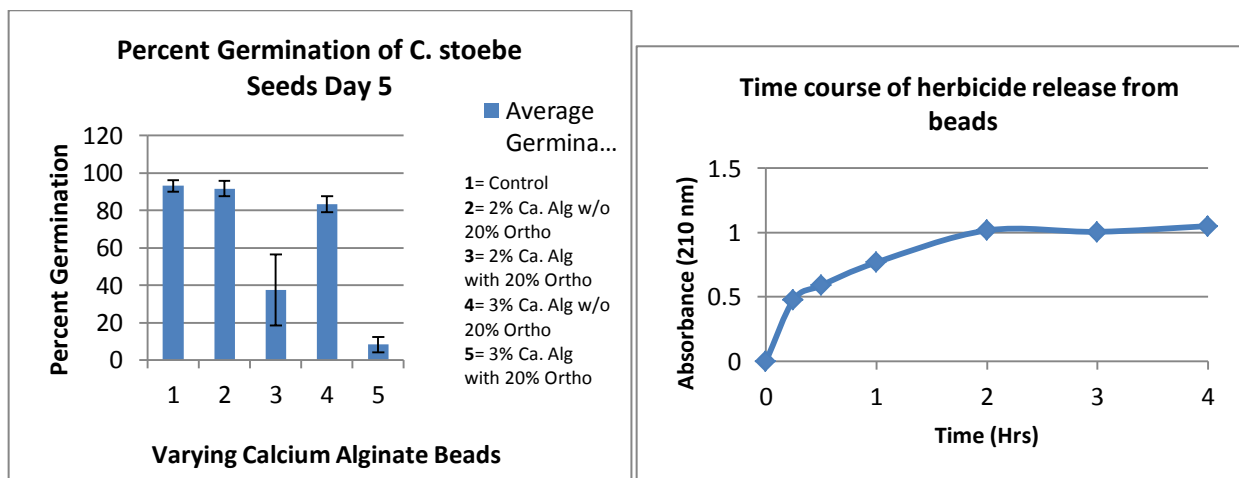 Percent Germination of C. stoebe
Seeds Day 5
Percent Germination
120
100
80
60
40
20
0
1 2 3 4 5
Varying Calcium Alginate Beads
Average
Germina...
1= Control
2= 2% Ca. Alg w/o
20% Ortho
3= 2% Ca. Alg
with 20% Ortho
4= 3% Ca. Alg w/o
20% Ortho
5= 3% Ca. Alg
with 20% Ortho
Time course of herbicide release from
beads
Absorbance (210 nm)
1.5
1
0.5
0
0 1 2 3 4
Time (Hrs)